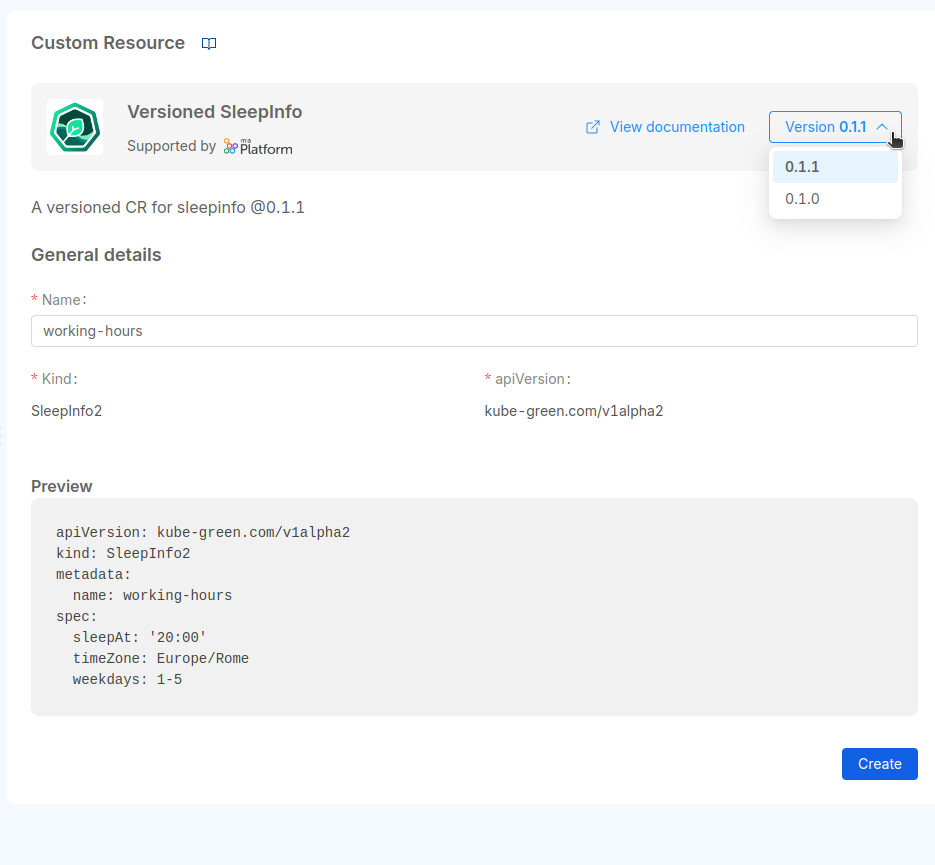 Custom Resource
Versioned SleepInfo
Supported by mia Platform
View documentation
Version 0.1.1
0.1.1
0.1.0
A versioned CR for sleepinfo @0.1.1
General details
* Name:
working-hours
* Kind: * apiVersion:
SleepInfo2 kube-green.com/v1alpha2
Preview
apiVersion: kube-green.com/v1alpha2
kind: SleepInfo2
metadata:
  name: working-hours
spec:
  sleepAt: '20:00'
  timeZone: Europe/Rome
  weekdays: 1-5
Create